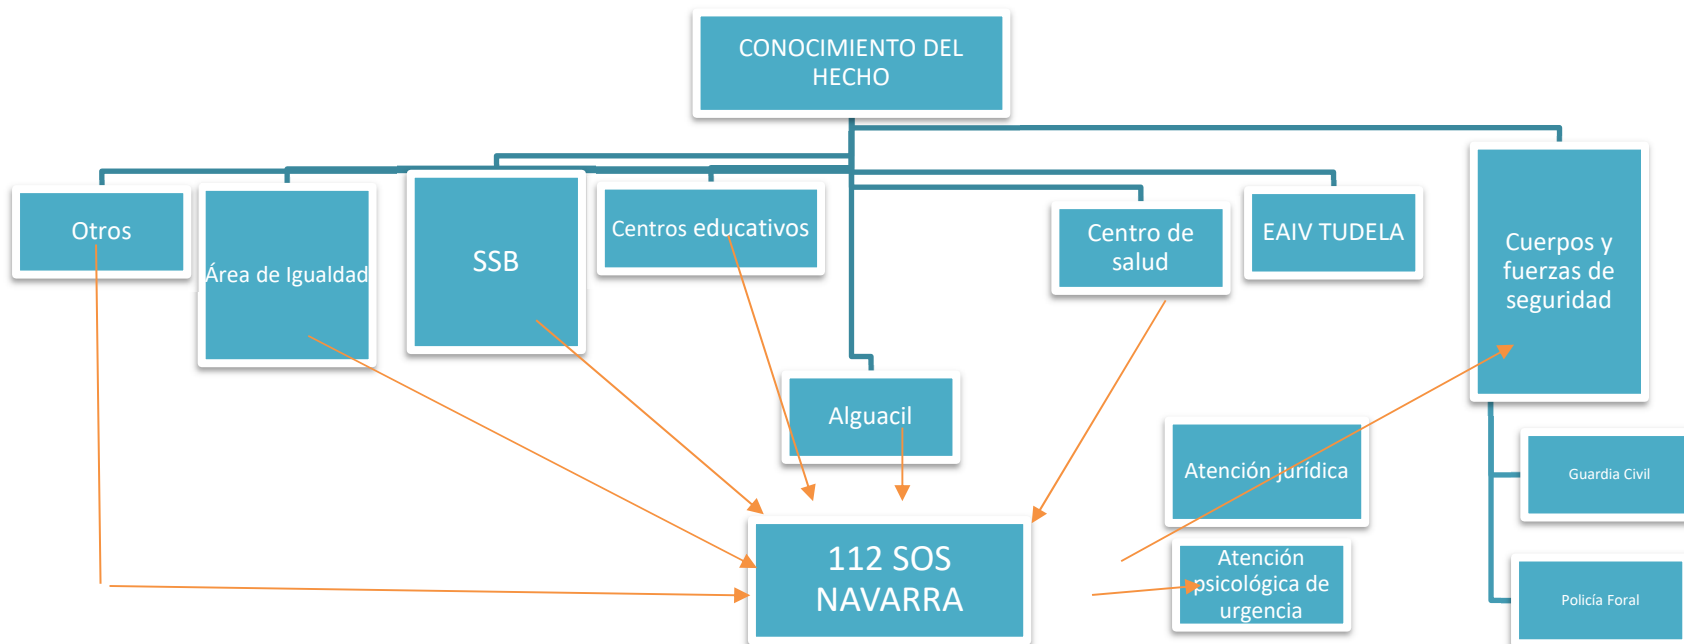 CONOCIMIENTO DEL
HECHO
Otros
Área de Igualdad
SSB
Centros educativos
Centro de
salud
EAIV TUDELA
Cuerpos y
fuerzas de
seguridad
Alguacil
Atención jurídica
Guardia Civil
112 SOS
NAVARRA
Atención
psicológica de
urgencia
Policía Foral